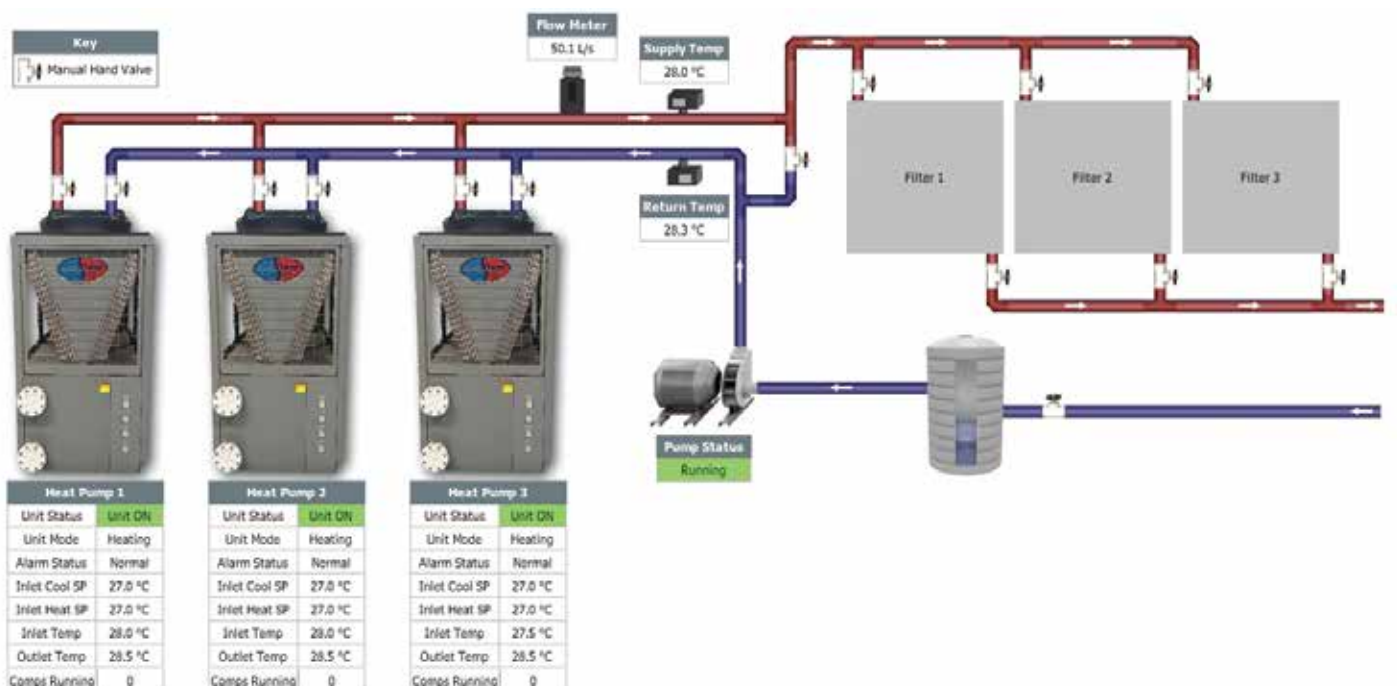 Key
Manual Hand Valve
Flow Meter
50.1 L/s
Supply Temp
28.0 °C
Return Temp
28.3 °C
Filter 1
Filter 2
Filter 3
Pump Status
Running
Heat Pump 1
Unit Status Unit ON
Unit Mode Heating
Alarm Status Normal
Inlet Cool SP 27.0 °C
Inlet Heat SP 27.0 °C
Inlet Temp 28.0 °C
Outlet Temp 28.5 °C
Comps Running 0
Heat Pump 2
Unit Status Unit ON
Unit Mode Heating
Alarm Status Normal
Inlet Cool SP 27.0 °C
Inlet Heat SP 27.0 °C
Inlet Temp 28.0 °C
Outlet Temp 28.5 °C
Comps Running 0
Heat Pump 3
Unit Status Unit ON
Unit Mode Heating
Alarm Status Normal
Inlet Cool SP 27.0 °C
Inlet Heat SP 27.0 °C
Inlet Temp 27.5 °C
Outlet Temp 28.5 °C
Comps Running 0